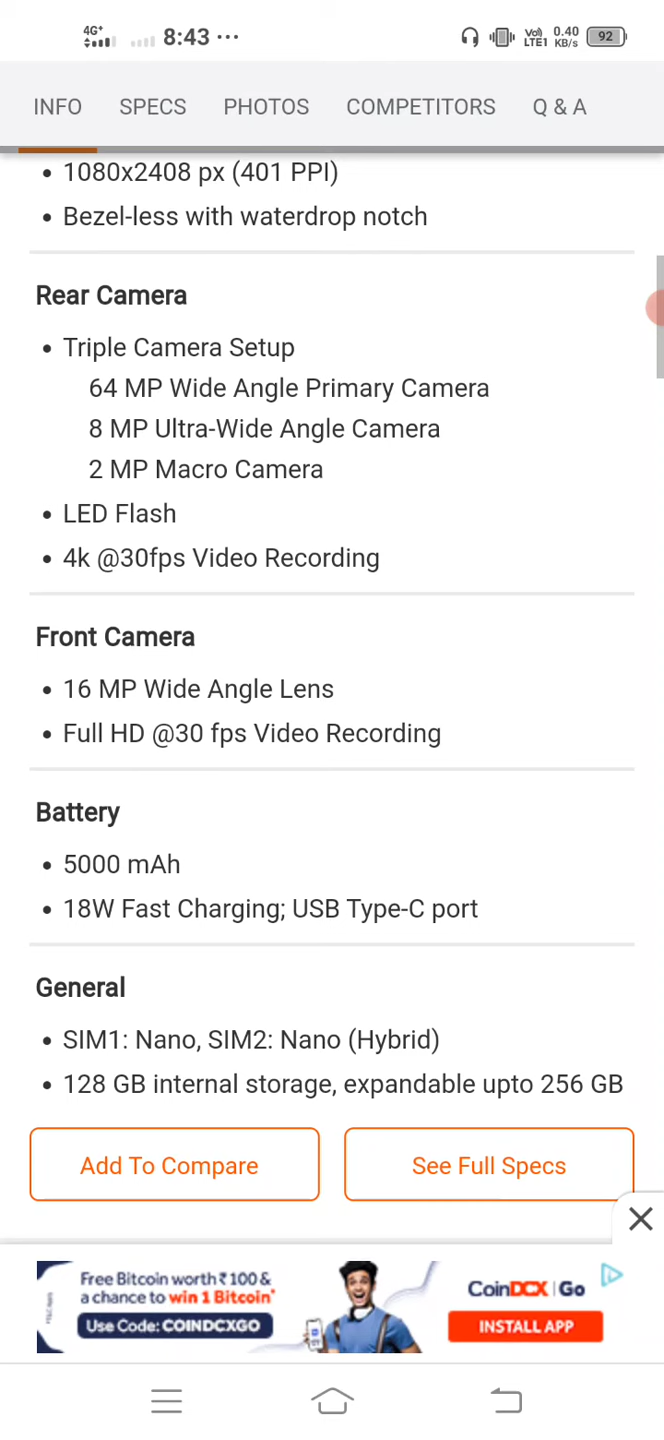 4G+ 8:43 ··· Vo) LTE1 0.40 KB/s 92
INFO SPECS PHOTOS COMPETITORS Q & A
• 1080x2408 px (401 PPI)
• Bezel-less with waterdrop notch
Rear Camera
• Triple Camera Setup
64 MP Wide Angle Primary Camera
8 MP Ultra-Wide Angle Camera
2 MP Macro Camera
• LED Flash
• 4k @30fps Video Recording
Front Camera
• 16 MP Wide Angle Lens
• Full HD @30 fps Video Recording
Battery
• 5000 mAh
• 18W Fast Charging; USB Type-C port
General
• SIM1: Nano, SIM2: Nano (Hybrid)
• 128 GB internal storage, expandable upto 256 GB
Add To Compare See Full Specs
Free Bitcoin worth ₹ 100 &
a chance to win 1 Bitcoin*
Use Code: COINDCXGO
CoinDCX | Go
INSTALL APP